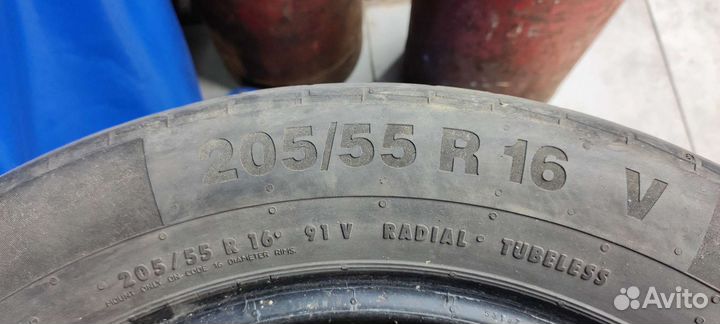 205/55 R 16 V
205/55 R 16 • 91 V RADIAL • TUBELESS
MOUNT ONLY ON CODE 16 DIAMETER RIMS
Avito